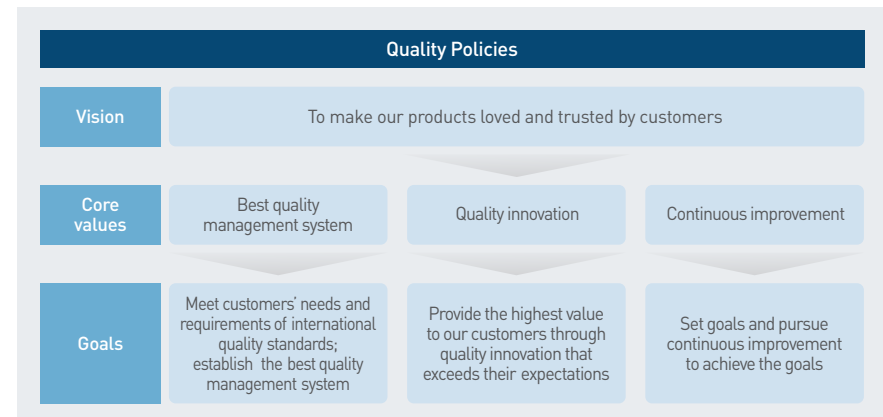 Quality Policies
Vision
To make our products loved and trusted by customers
Core
values
Best quality
management system
Quality innovation
Continuous improvement
Goals
Meet customers' needs and
requirements of international
quality standards;
establish the best quality
management system
Provide the highest value
to our customers through
quality innovation that
exceeds their expectations
Set goals and pursue
continuous improvement
to achieve the goals